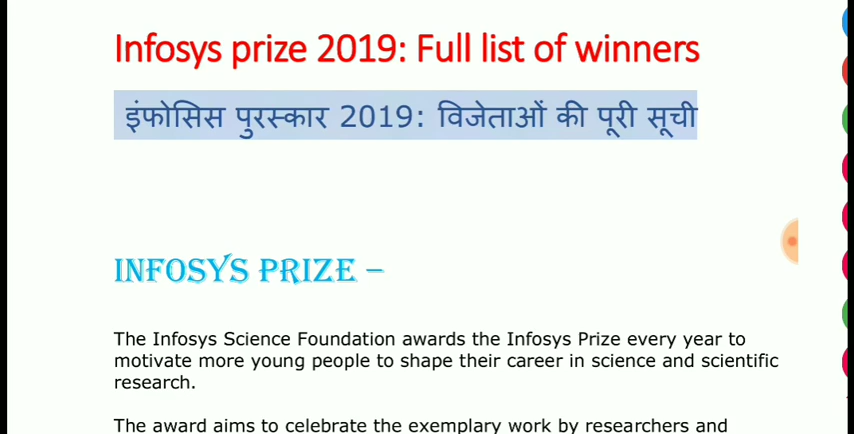 Infosys prize 2019: Full list of winners
इंफोसिस पुरस्कार 2019: विजेताओं की पूरी सूची
INFOSYS PRIZE –
The Infosys Science Foundation awards the Infosys Prize every year to
motivate more young people to shape their career in science and scientific
research.
The award aims to celebrate the exemplary work by researchers and